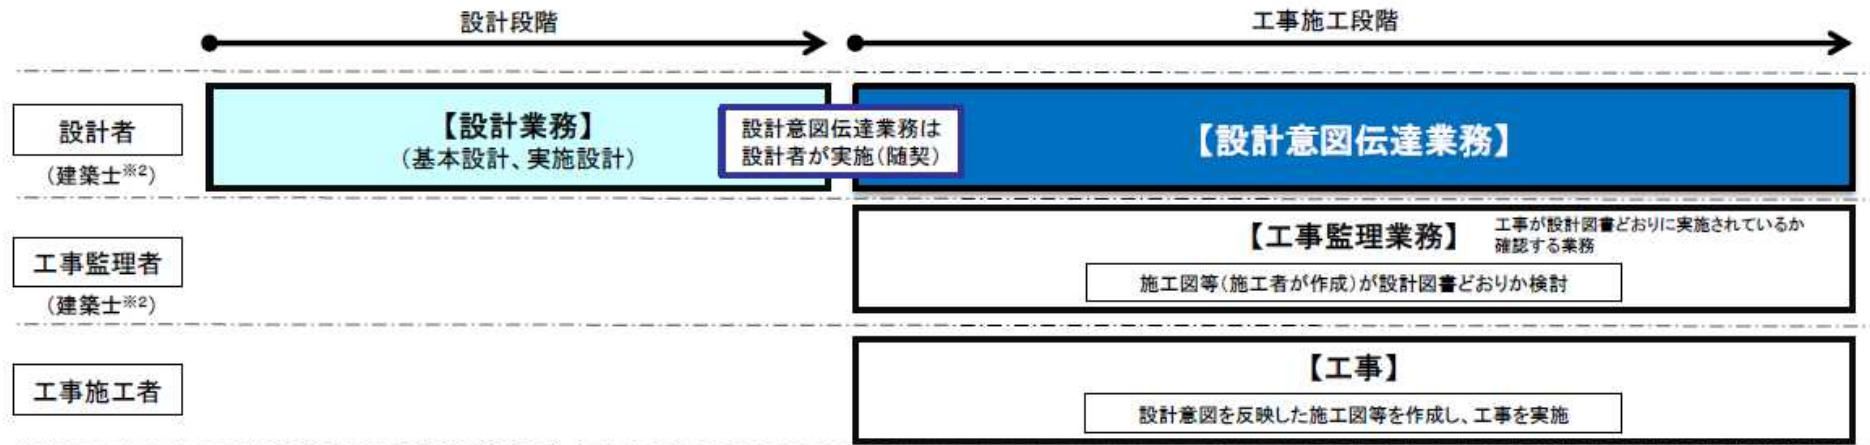 設計段階
工事施工段階
設計者
(建築士※2)
【設計業務】
(基本設計、実施設計)
設計意図伝達業務は
設計者が実施(随契)
【設計意図伝達業務】
工事監理者
(建築士※2)
【工事監理業務】
工事が設計図書どおりに実施されているか
確認する業務
施工図等(施工者が作成)が設計図書どおりか検討
工事施工者
【工事】
設計意図を反映した施工図等を作成し、工事を実施